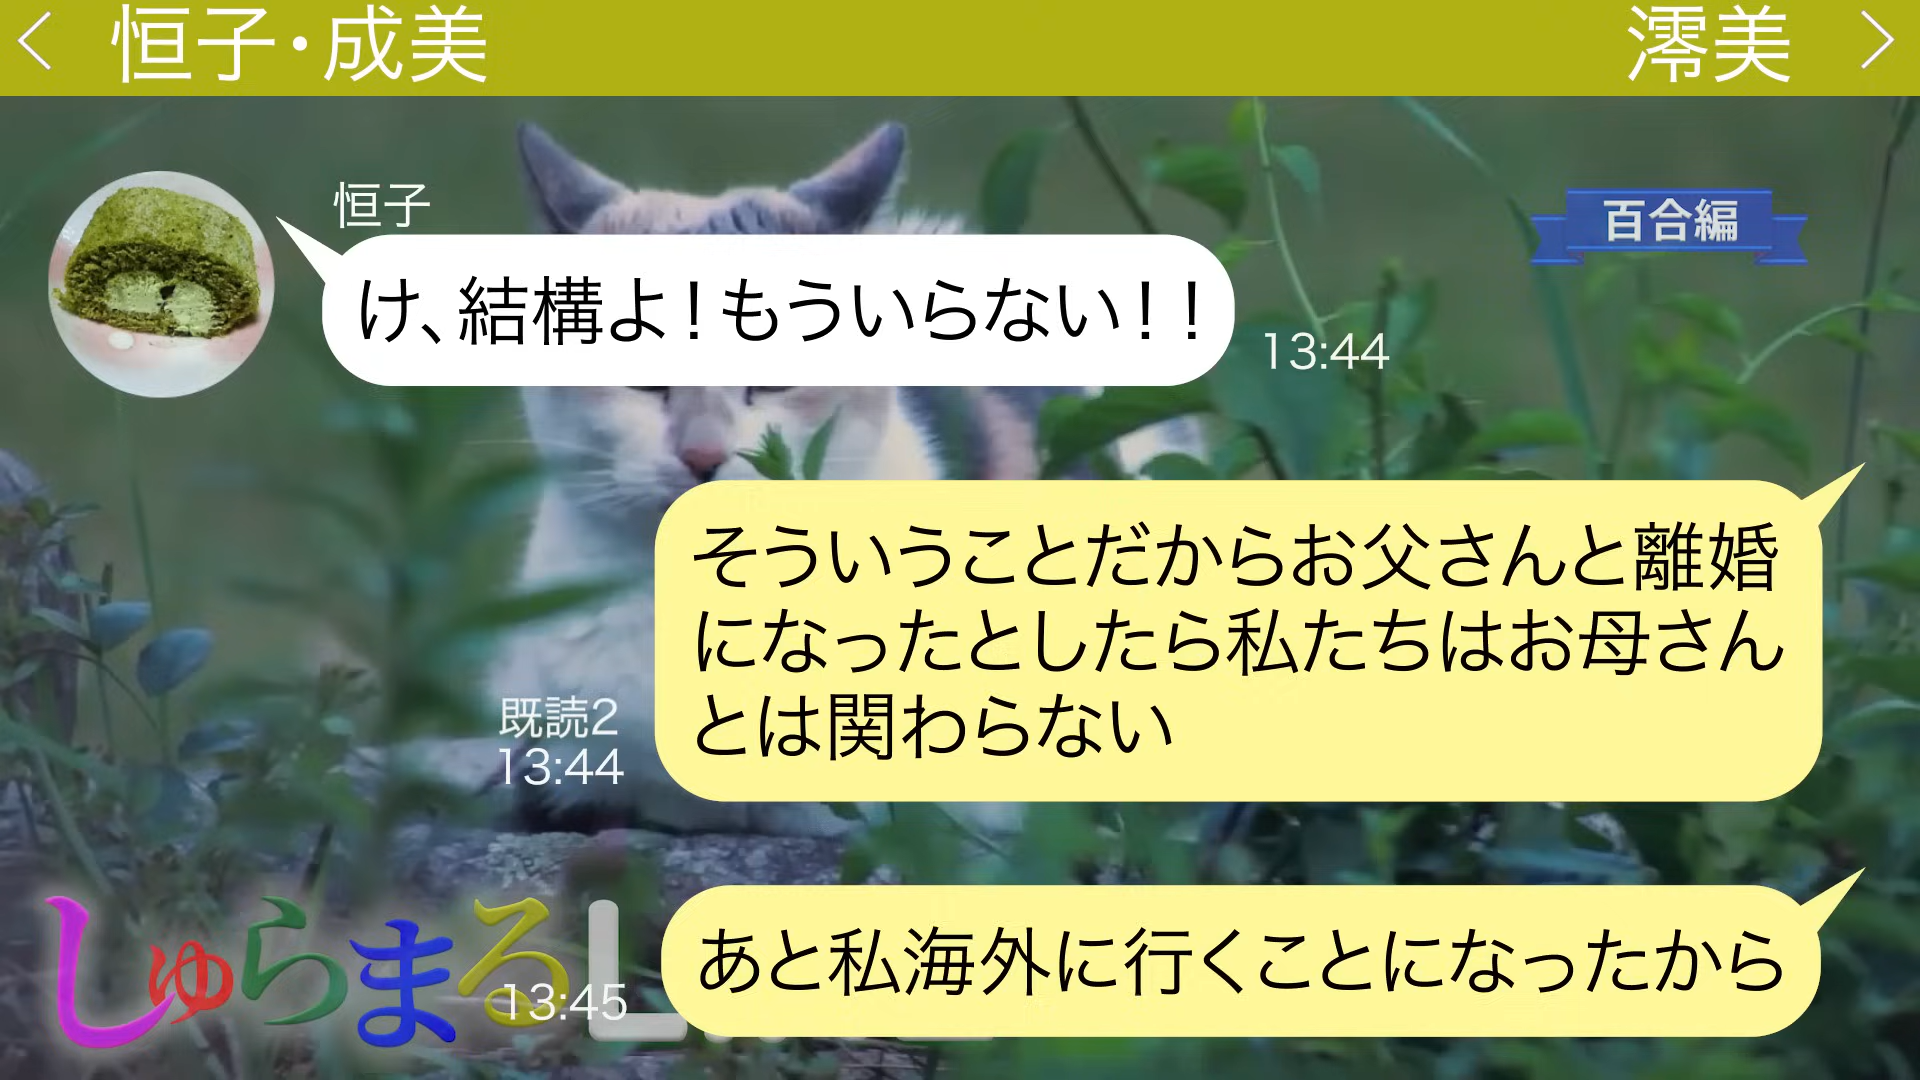 恒子・成美
澪美
恒子
百合編
け、結構よ！もういらない！！
13:44
そういうことだからお父さんと離婚
になったとしたら私たちはお母さん
とは関わらない
既読2
13:44
あと私海外に行くことになったから
13:45
しゅらまる